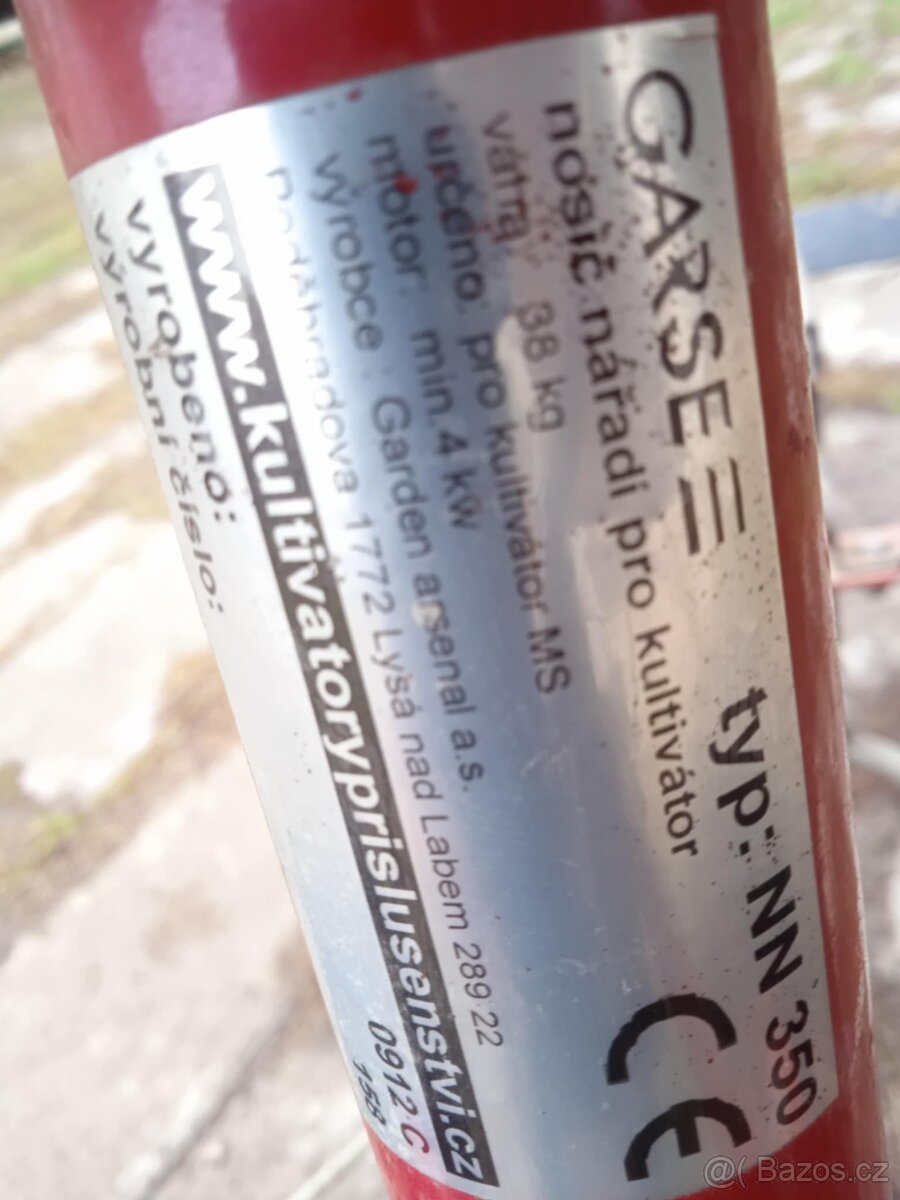 GARSE typ: NN 350
nosič nářadí pro kultivátor
váha 38 kg
určeno: pro kultivátor MS
motor: min.4 kW
výrobce : Garden arsenal a.s.
1772 Lysá nad Labem 289 22
www.kultivatoryprislusenstvi.cz
vyrobeno: 0912 C
výrobní číslo: 158
CE
@( Bazos.cz